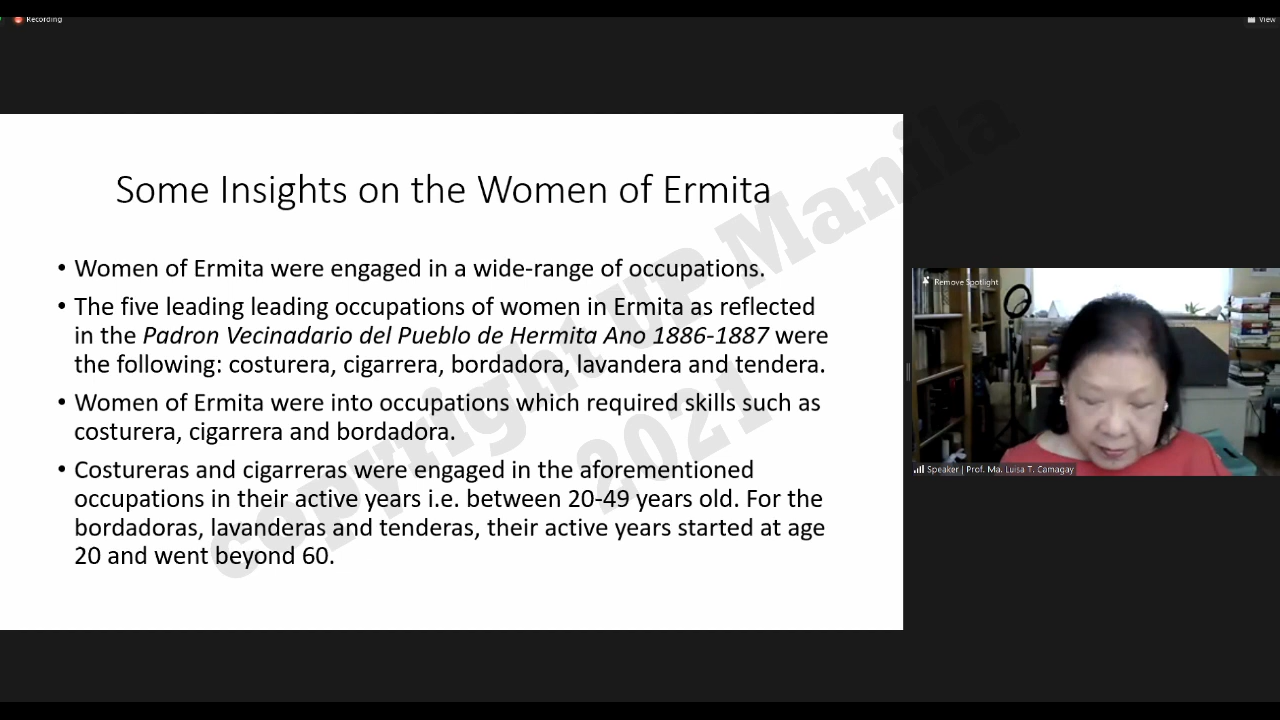 Recording
View
Some Insights on the Women of Ermita
• Women of Ermita were engaged in a wide-range of occupations.
• The five leading leading occupations of women in Ermita as reflected
in the Padron Vecinadario del Pueblo de Hermita Ano 1886-1887 were
the following: costurera, cigarrera, bordadora, lavandera and tendera.
• Women of Ermita were into occupations which required skills such as
costurera, cigarrera and bordadora.
• Costureras and cigarreras were engaged in the aforementioned
occupations in their active years i.e. between 20-49 years old. For the
bordadoras, lavanderas and tenderas, their active years started at age
20 and went beyond 60.
copyright UP Manila
2021
Remove Spotlight
Speaker | Prof. Ma. Luisa T. Camagay